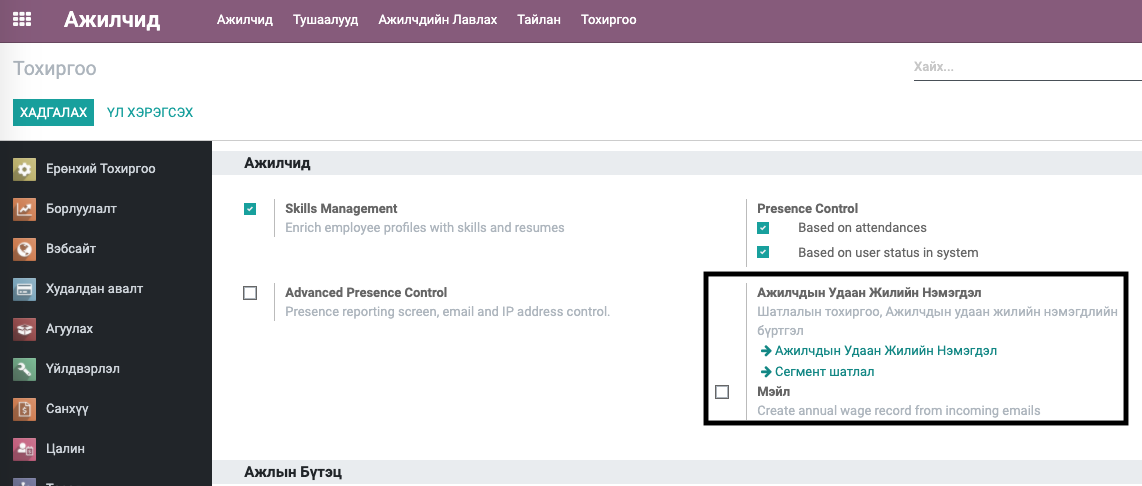 Ажилчид
Ажилчид Тушаалууд Ажилчдийн Лавлах Тайлан Тохиргоо
Тохиргоо
Хайх...
ХАДГАЛАХ ҮЛ ХЭРЭГСЭХ
Ерөнхий Тохиргоо
Борлуулалт
Вэбсайт
Худалдан авалт
Агуулах
Үйлдвэрлэл
Санхүү
Цалин
Ажилчид
Skills Management
Enrich employee profiles with skills and resumes
Presence Control
Based on attendances
Based on user status in system
Advanced Presence Control
Presence reporting screen, email and IP address control.
Ажилчдын Удаан Жилийн Нэмэгдэл
Шатлалын тохиргоо, Ажилчдын удаан жилийн нэмэгдлийн
бүртгэл
Ажилчдын Удаан Жилийн Нэмэгдэл
Сегмент шатлал
Мэйл
Create annual wage record from incoming emails
Ажлын Бүтэц